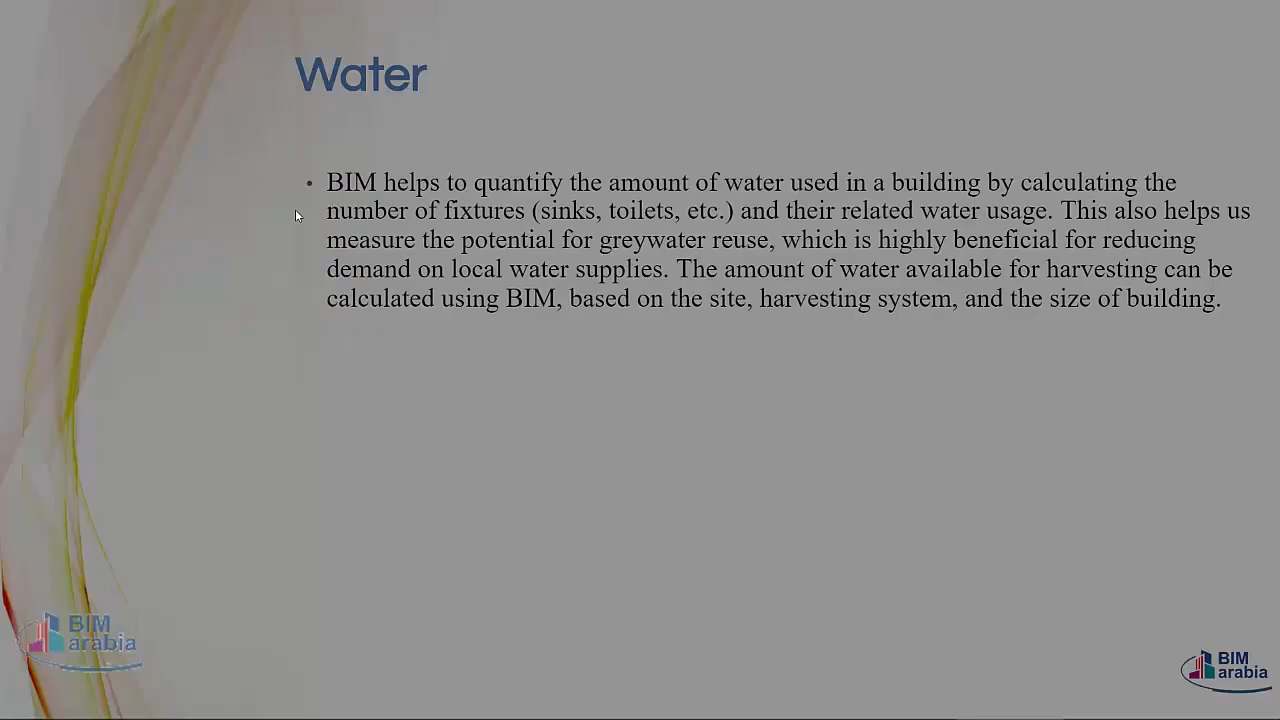 Water
• BIM helps to quantify the amount of water used in a building by calculating the
number of fixtures (sinks, toilets, etc.) and their related water usage. This also helps us
measure the potential for greywater reuse, which is highly beneficial for reducing
demand on local water supplies. The amount of water available for harvesting can be
calculated using BIM, based on the site, harvesting system, and the size of building.
BIM
arabia
BIM
arabia